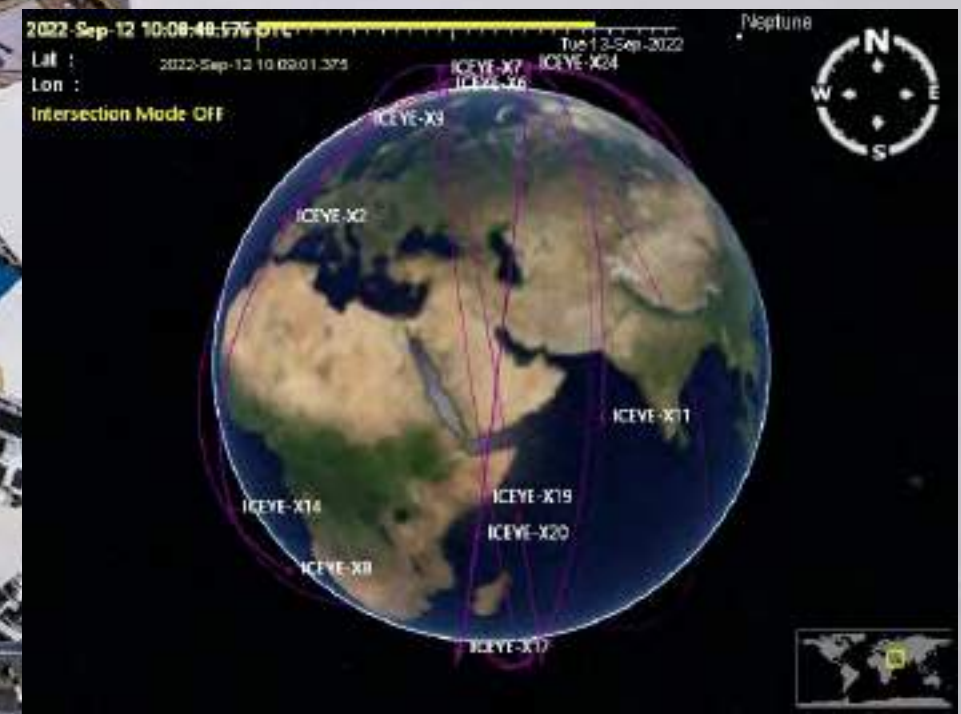 2022-Sep-12 10:08:48.576 UTC
Neptune
Tue 13-Sep-2022
Lat :
2022-Sep-12 10:09:01.375
Lon :
Intersection Mode OFF
N
W
E
S
ICEYE-X7
ICEYE-X24
ICEYE-X6
ICEYE-X9
ICEYE-X2
ICEYE-X11
ICEYE-X19
ICEYE-X14
ICEYE-X20
ICEYE-X8
ICEYE-X17